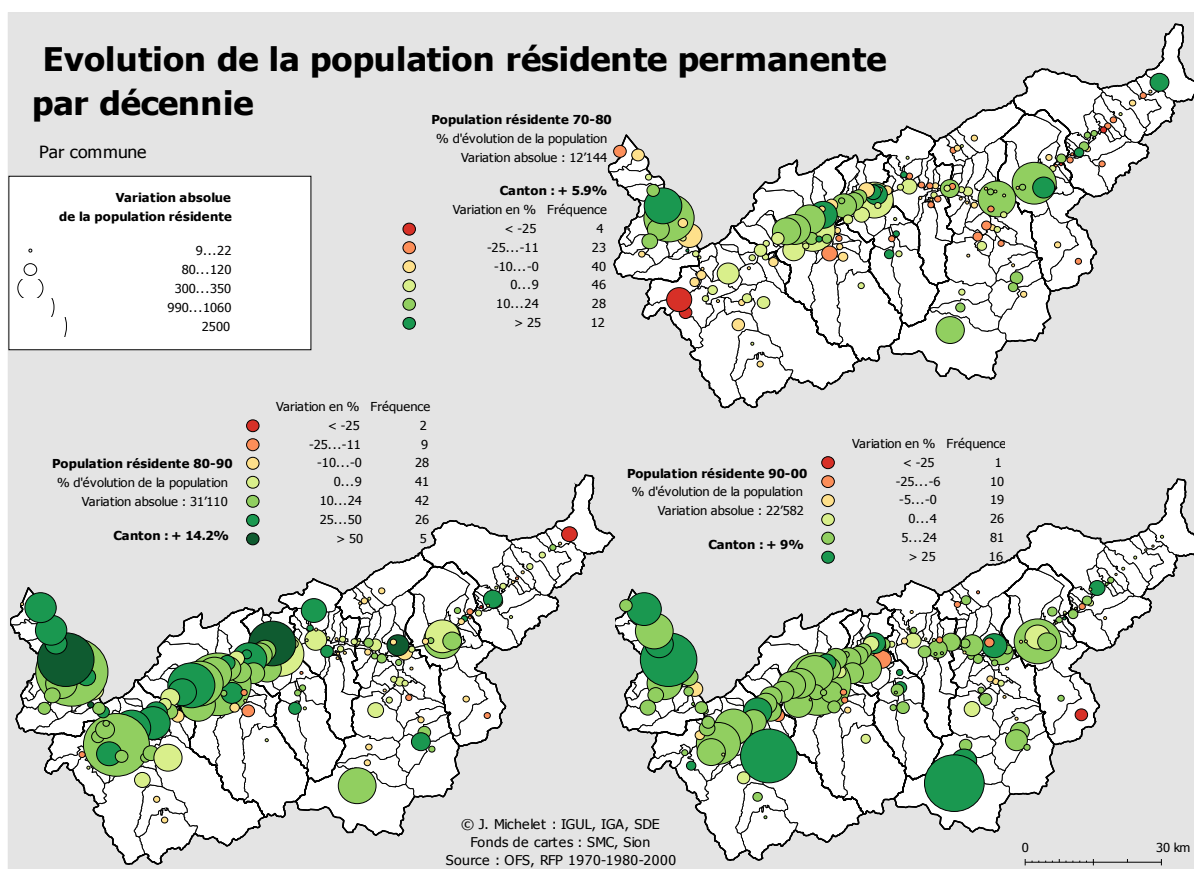 Evolution de la population résidente permanente
par décennie
Par commune
Variation absolue
de la population résidente
9…22
80…120
300…350
990…1060
2500
Population résidente 70-80
% d'évolution de la population
Variation absolue : 12'144
Canton : + 5.9%
Variation en % Fréquence
< -25 4
-25…-11 23
-10…-0 40
0…9 46
10…24 28
> 25 12
Variation en % Fréquence
< -25 2
-25…-11 9
-10…-0 28
0…9 41
10…24 42
25…50 26
> 50 5
Population résidente 80-90
% d'évolution de la population
Variation absolue : 31'110
Canton : + 14.2%
Variation en % Fréquence
< -25 1
-25…-6 10
-5…-0 19
0…4 26
5…24 81
> 25 16
Population résidente 90-00
% d'évolution de la population
Variation absolue : 22'582
Canton : + 9%
© J. Michelet : IGUL, IGA, SDE
Fonds de cartes : SMC, Sion
Source : OFS, RFP 1970-1980-2000
0 30 km